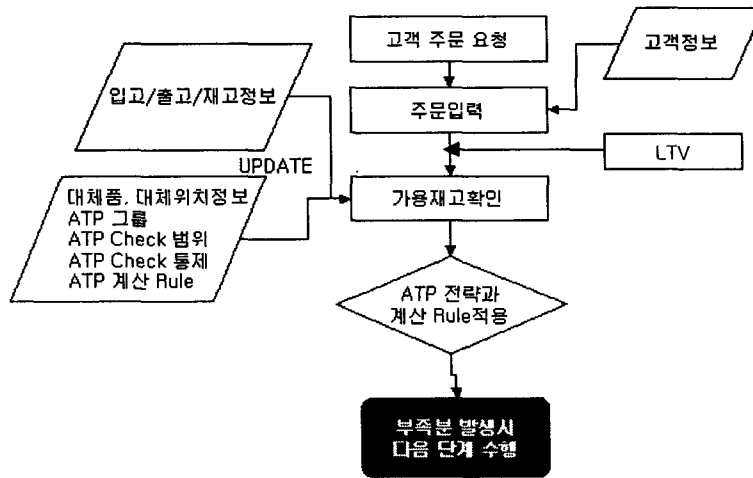 고객 주문 요청
고객정보
입고/출고/재고정보
주문입력
LTV
UPDATE
대체품, 대체위치정보
ATP 그룹
ATP Check 범위
ATP Check 통제
ATP 계산 Rule
가용재고확인
ATP 전략과
계산 Rule적용
부족분 발생시
다음 단계 수행